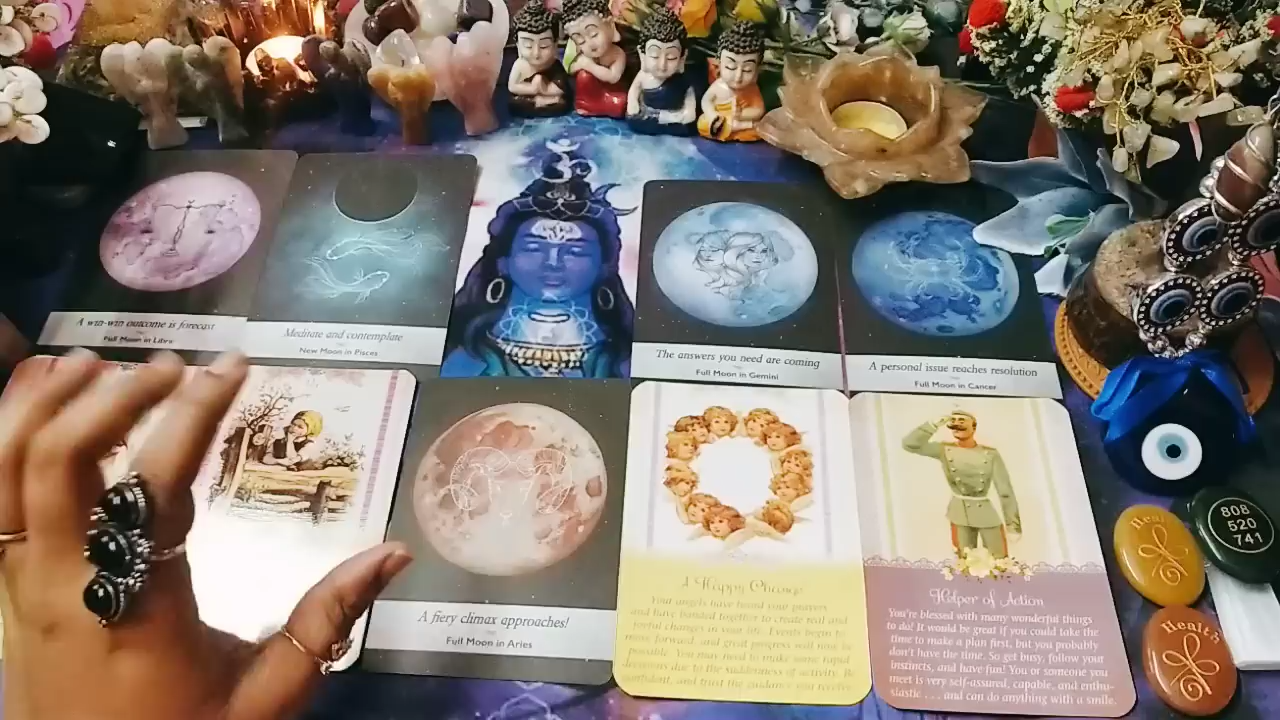 A win-win outcome is forecast
Full Moon in Libra
Meditate and contemplate
New Moon in Pisces
The answers you need are coming
Full Moon in Gemini
A personal issue reaches resolution
Full Moon in Cancer
A fiery climax approaches!
Full Moon in Aries
A Happy Change
Your angels have heard your prayers
and have banded together to create real and
joyful changes in your life. Events begin to
move forward, and great progress will now be
possible. You may need to make some rapid
decisions due to the suddenness of activity. Be
confident, and trust the guidance you receive.
Helper of Action
You're blessed with many wonderful things
to do! It would be great if you could take the
time to make a plan first, but you probably
don't have the time. So get busy, follow your
instincts, and have fun! You or someone you
meet is very self-assured, capable, and enthu-
siastic . . . and can do anything with a smile.
Heal
808
520
741
Health